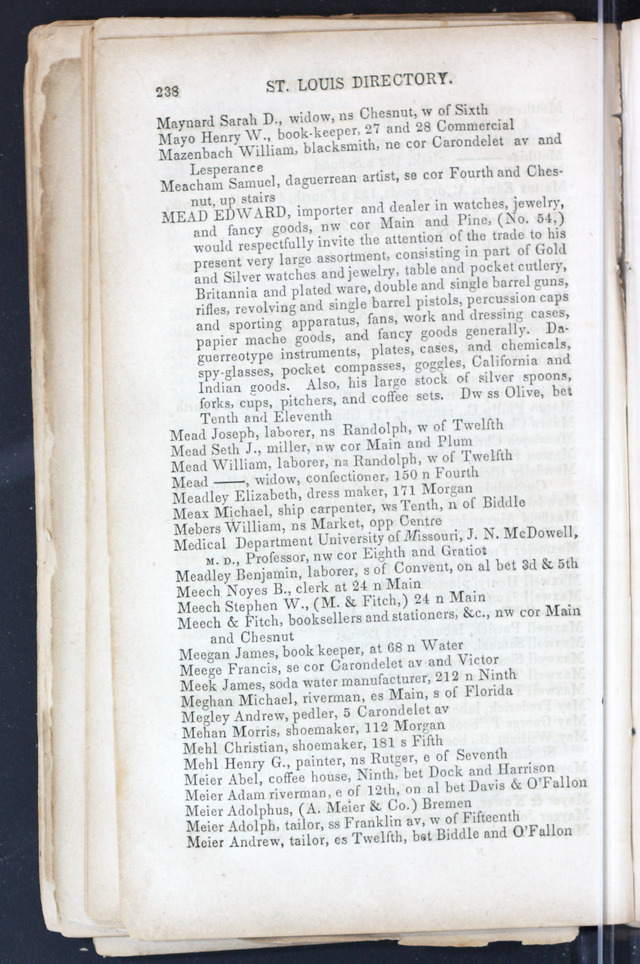 238 ST. LOUIS DIRECTORY.
Maynard Sarah D., widow, ns Chesnut, w of Sixth
Mayo Henry W., book-keeper, 27 and 28 Commercial
Mazenbach William, blacksmith, ne cor Carondelet av and
Lesperance
Meacham Samuel, daguerrean artist, se cor Fourth and Ches-
nut, up stairs
MEAD EDWARD, importer and dealer in watches, jewelry,
and fancy goods, nw cor Main and Pine, (No. 54,)
would respectfully invite the attention of the trade to his
present very large assortment, consisting in part of Gold
and Silver watches and jewelry, table and pocket cutlery,
Britannia and plated ware, double and single barrel guns,
rifles, revolving and single barrel pistols, percussion caps
and sporting apparatus, fans, work and dressing cases,
papier mache goods, and fancy goods generally. Da-
guerreotype instruments, plates, cases, and chemicals,
spy-glasses, pocket compasses, goggles, California and
Indian goods. Also, his large stock of silver spoons,
forks, cups, pitchers, and coffee sets. Dw ss Olive, bet
Tenth and Eleventh
Mead Joseph, laborer, ns Randolph, w of Twelfth
Mead Seth J., miller, nw cor Main and Plum
Mead William, laborer, ns Randolph, w of Twelfth
Mead ——, widow, confectioner, 150 n Fourth
Meadley Elizabeth, dress maker, 171 Morgan
Meax Michael, ship carpenter, ws Tenth, n of Biddle
Mebers William, ns Market, opp Centre
Medical Department University of Missouri, J. N. McDowell,
M. D., Professor, nw cor Eighth and Gratiot
Meadley Benjamin, laborer, s of Convent, on al bet 3d & 5th
Meech Noyes B., clerk at 24 n Main
Meech Stephen W., (M. & Fitch,) 24 n Main
Meech & Fitch, booksellers and stationers, &c., nw cor Main
and Chesnut
Meegan James, book keeper, at 68 n Water
Meege Francis, se cor Carondelet av and Victor
Meek James, soda water manufacturer, 212 n Ninth
Meghan Michael, riverman, es Main, s of Florida
Megley Andrew, pedler, 5 Carondelet av
Mehan Morris, shoemaker, 112 Morgan
Mehl Christian, shoemaker, 181 s Fifth
Mehl Henry G., painter, ns Rutger, e of Seventh
Meier Abel, coffee house, Ninth, bet Dock and Harrison
Meier Adam riverman, e of 12th, on al bet Davis & O'Fallon
Meier Adolphus, (A. Meier & Co.) Bremen
Meier Adolph, tailor, ss Franklin av, w of Fifteenth
Meier Andrew, tailor, es Twelfth, bet Biddle and O'Fallon